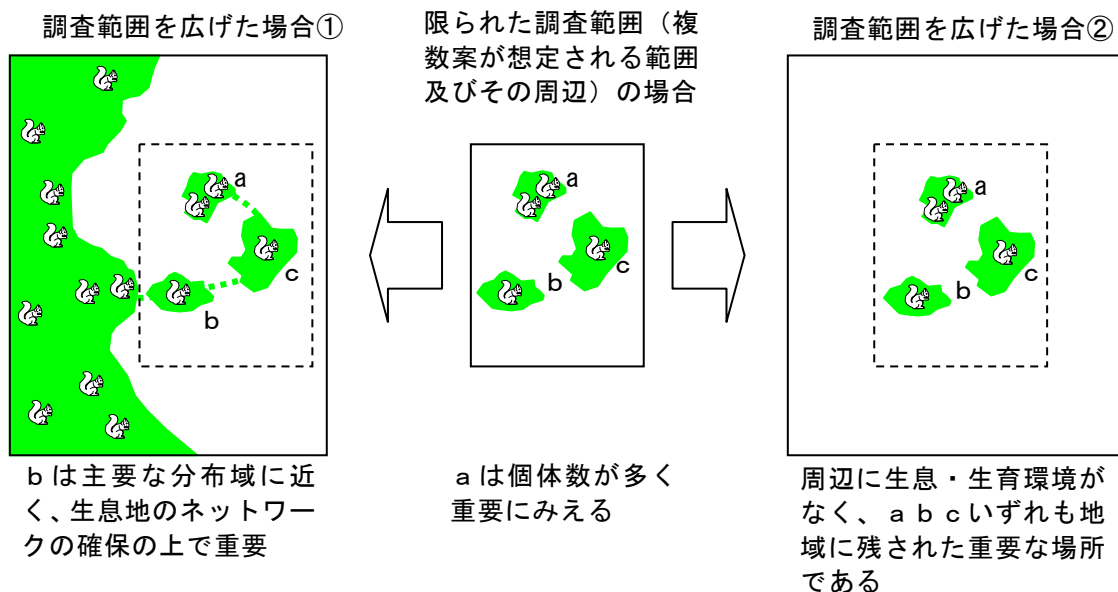 調査範囲を広げた場合①
a
c
b
bは主要な分布域に近
く、生息地のネットワー
クの確保の上で重要
限られた調査範囲（複
数案が想定される範囲
及びその周辺）の場合
a
c
b
aは個体数が多く
重要にみえる
調査範囲を広げた場合②
a
c
b
周辺に生息・生育環境が
なく、ａｂｃいずれも地
域に残された重要な場所
である